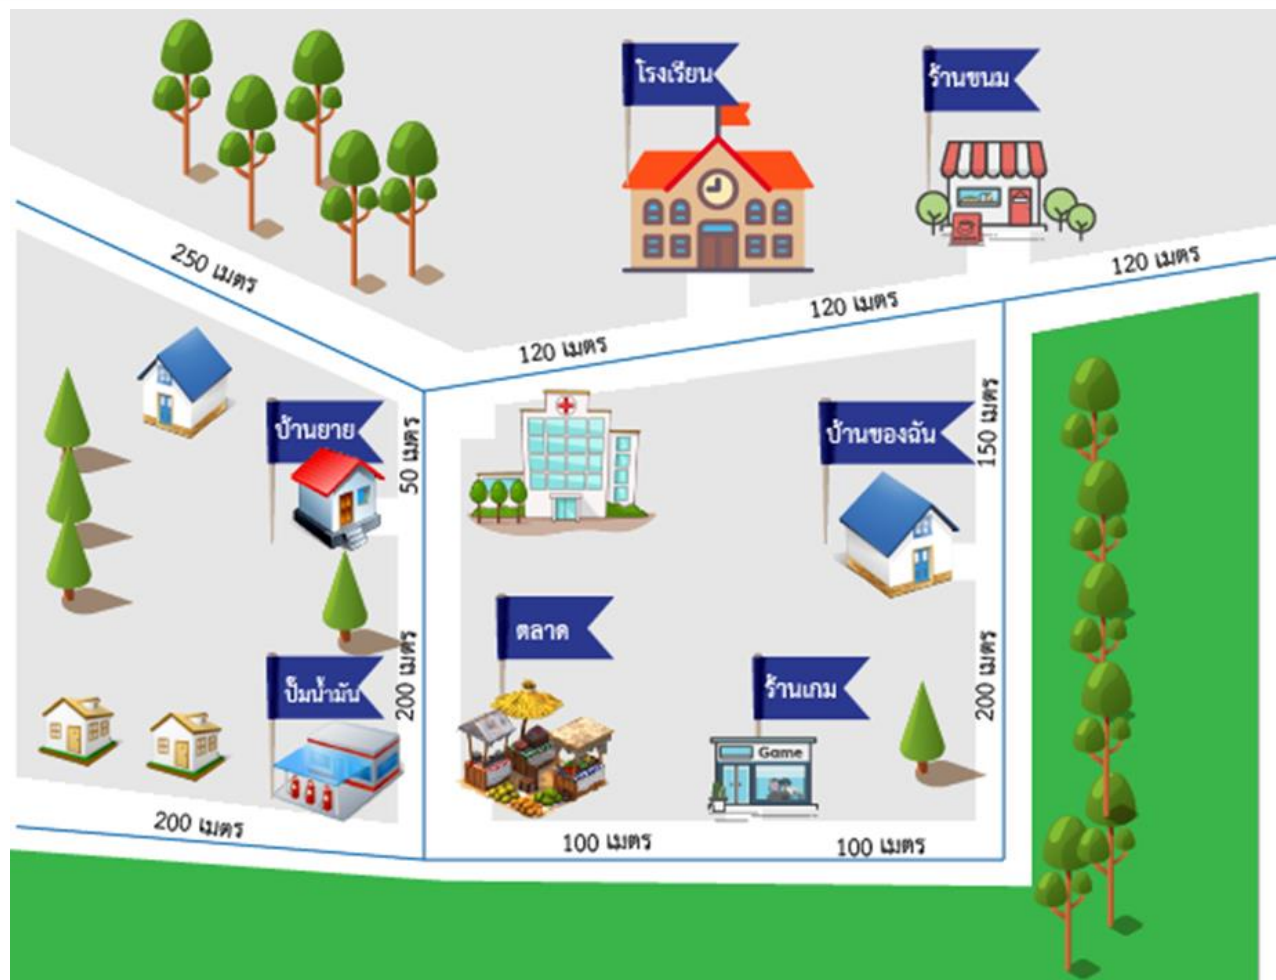 โรงเรียน
ร้านขนม
250 เมตร
120 เมตร
120 เมตร
120 เมตร
บ้านยาย
50 เมตร
บ้านของฉัน
150 เมตร
ตลาด
ปั๊มน้ำมัน
200 เมตร
ร้านเกม
200 เมตร
Game
200 เมตร
100 เมตร
100 เมตร